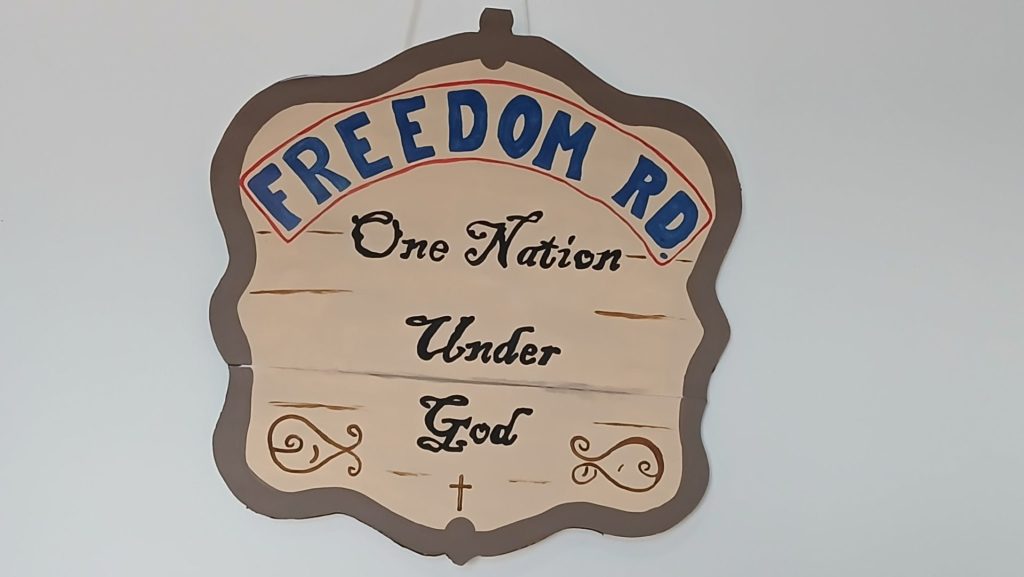 FREEDOM RD.
One Nation
Under
God